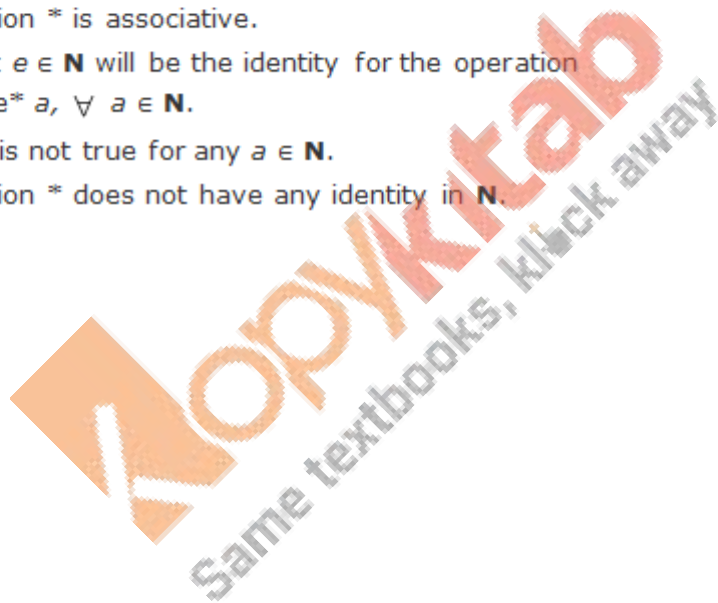 ion * is associative.
e ∈ N will be the identity for the operation
e* a, ∀ a ∈ N.
is not true for any a ∈ N.
ion * does not have any identity in N.
kopykitab
Same textbooks, klick away